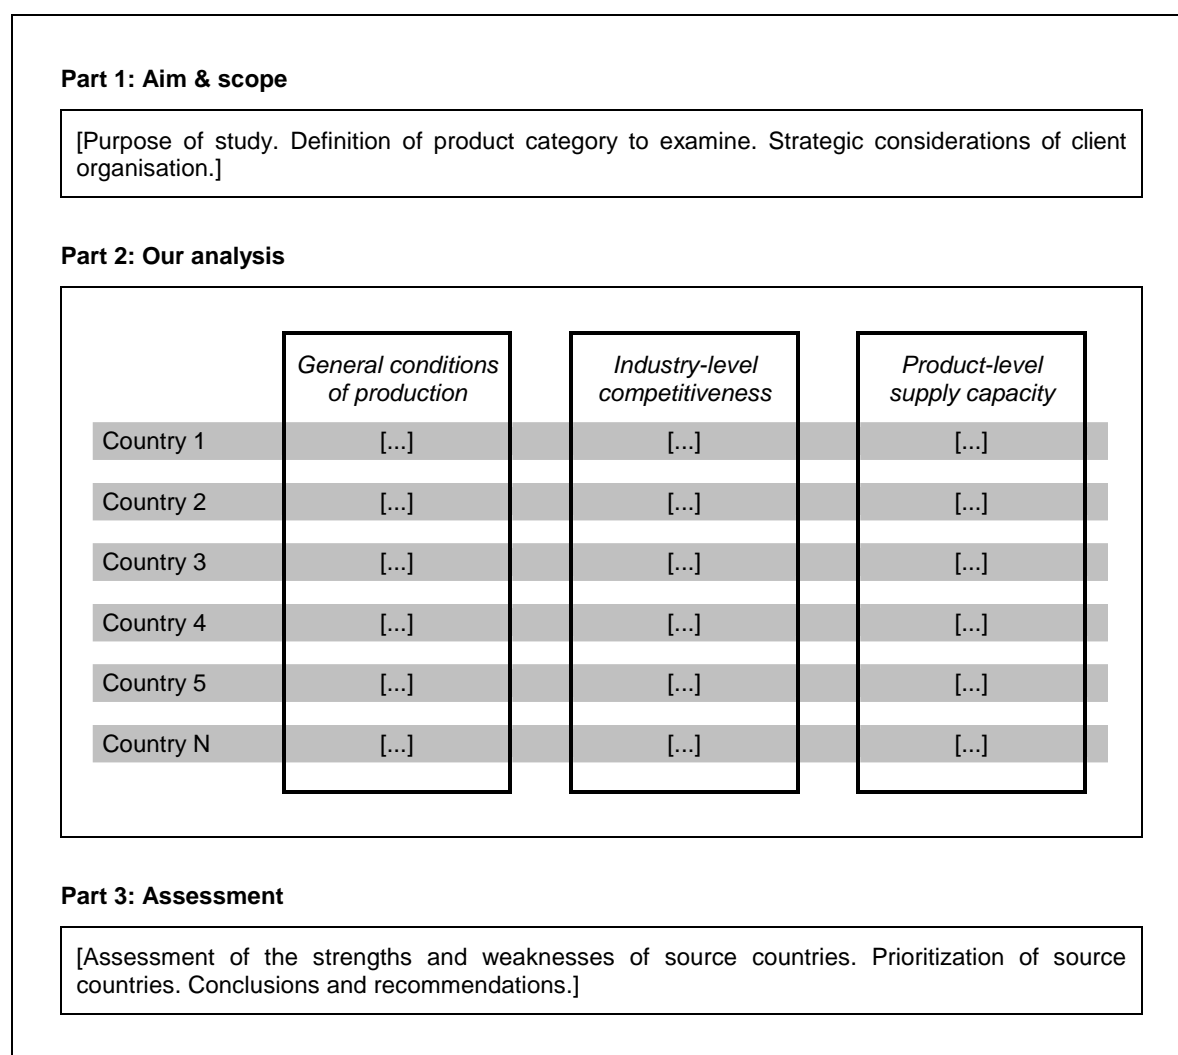 Part 1: Aim & scope
[Purpose of study. Definition of product category to examine. Strategic considerations of client
organisation.]
Part 2: Our analysis
General conditions
of production
Industry-level
competitiveness
Product-level
supply capacity
Country 1 [...] [...] [...]
Country 2 [...] [...] [...]
Country 3 [...] [...] [...]
Country 4 [...] [...] [...]
Country 5 [...] [...] [...]
Country N [...] [...] [...]
Part 3: Assessment
[Assessment of the strengths and weaknesses of source countries. Prioritization of source
countries. Conclusions and recommendations.]